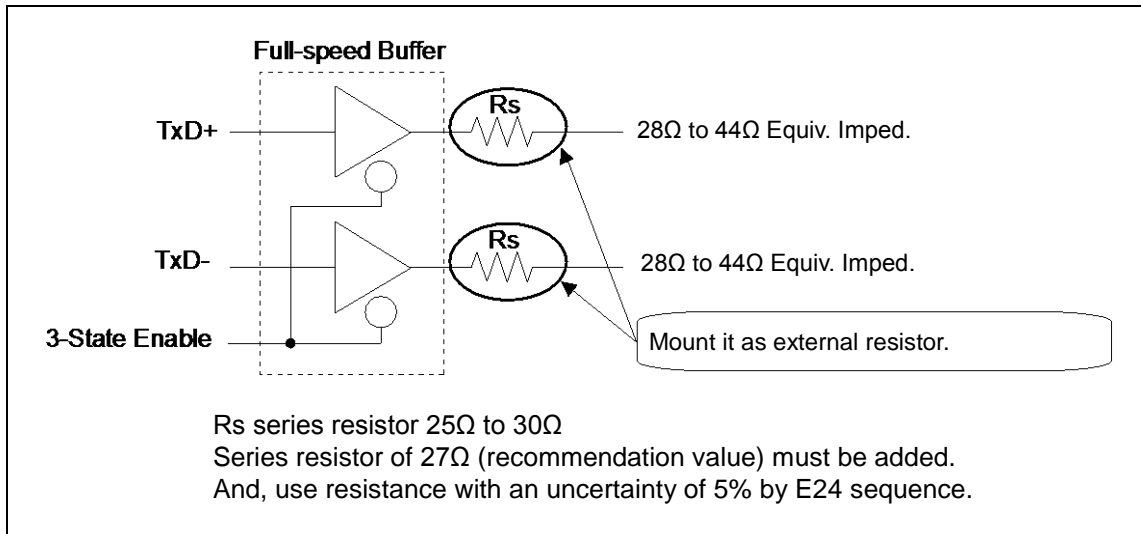 Full-speed Buffer
TxD+
Rs
28Ω to 44Ω Equiv. Imped.
TxD-
Rs
28Ω to 44Ω Equiv. Imped.
3-State Enable
Mount it as external resistor.
Rs series resistor 25Ω to 30Ω
Series resistor of 27Ω (recommendation value) must be added.
And, use resistance with an uncertainty of 5% by E24 sequence.